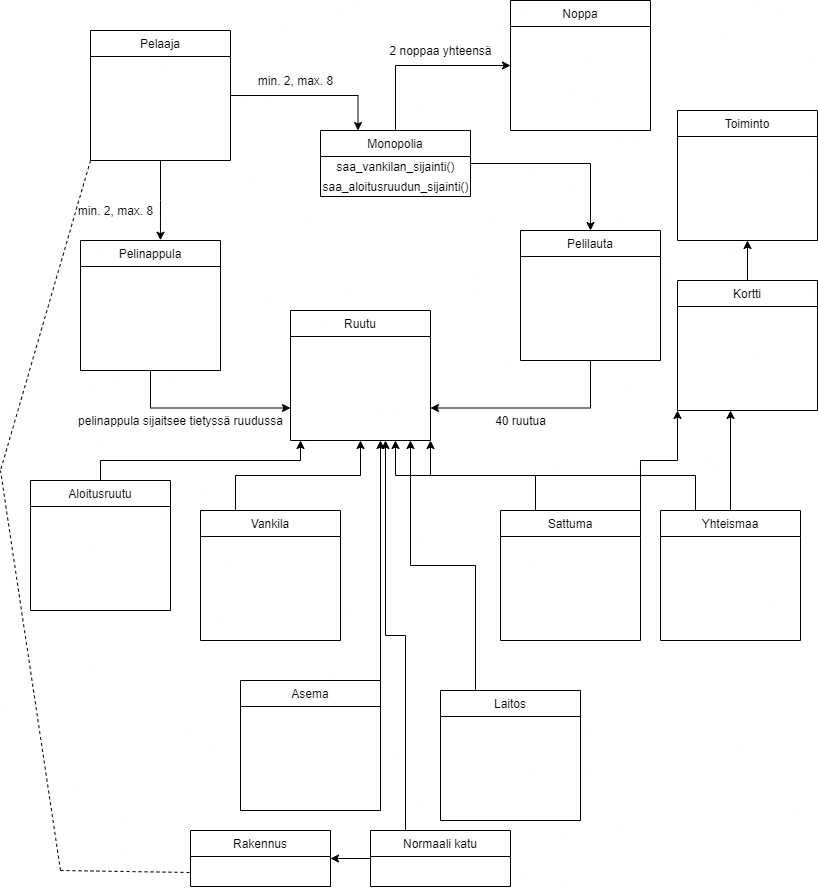 Noppa
Pelaaja
2 noppaa yhteensä
min. 2, max. 8
Toiminto
Monopolia
saa_vankilan_sijainti()
saa_aloitusruudun_sijainti()
min. 2, max. 8
Pelinappula
Pelilauta
Kortti
Ruutu
pelinappula sijaitsee tietyssä ruudussa
40 ruutua
Aloitusruutu
Vankila
Sattuma
Yhteismaa
Asema
Laitos
Rakennus
Normaali katu